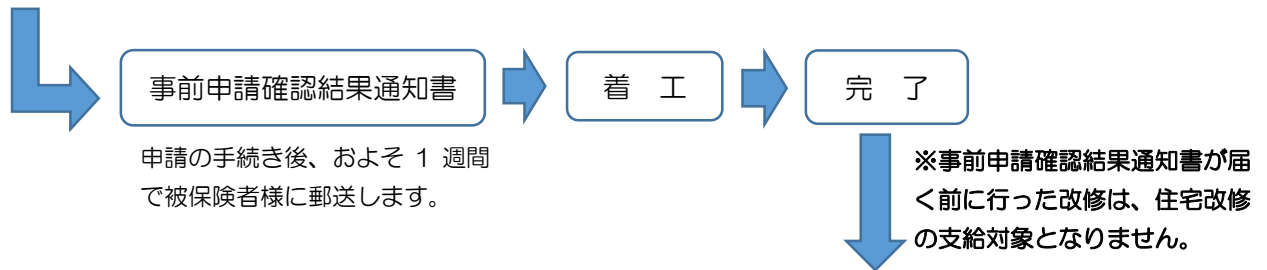 事前申請確認結果通知書
着 工
完 了
申請の手続き後、およそ 1 週間
で被保険者様に郵送します。
※事前申請確認結果通知書が届
く前に行った改修は、住宅改修
の支給対象となりません。